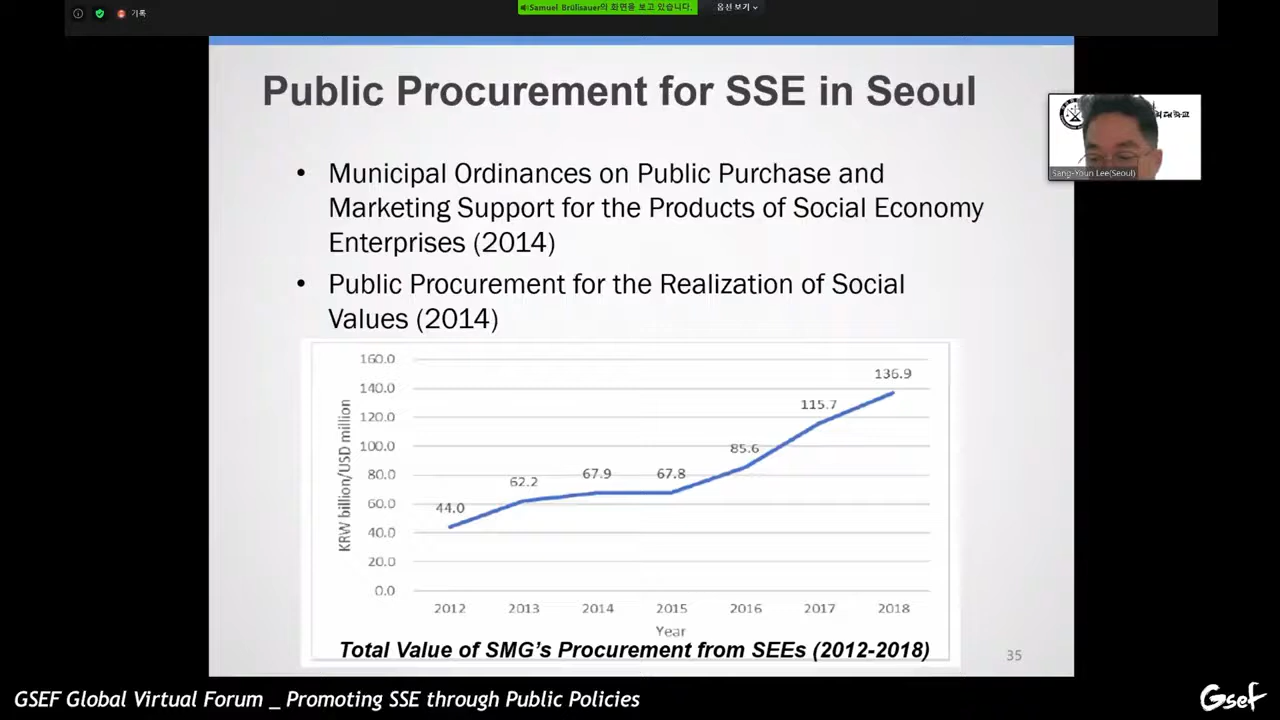 기록
Samuel Brülisauer의 화면을 보고 있습니다.
옵션 보기
Public Procurement for SSE in Seoul
• Municipal Ordinances on Public Purchase and
Marketing Support for the Products of Social Economy
Enterprises (2014)
• Public Procurement for the Realization of Social
Values (2014)
Sang-Youn Lee(Seoul)
KRW billion/USD million
160.0
140.0
120.0
100.0
80.0
60.0
40.0
20.0
0.0
44.0
62.2
67.9
67.8
85.6
115.7
136.9
2012 2013 2014 2015 2016 2017 2018
Year
Total Value of SMG's Procurement from SEEs (2012-2018)
35
GSEF Global Virtual Forum _ Promoting SSE through Public Policies
Gsef